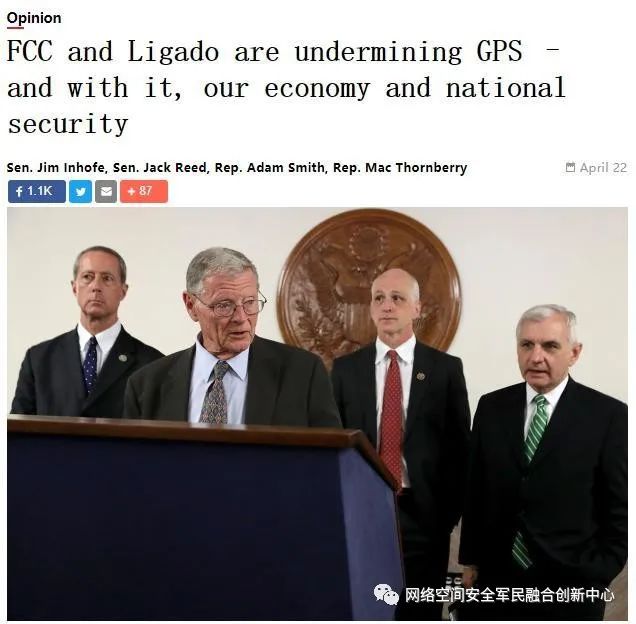 Opinion
FCC and Ligado are undermining GPS –
and with it, our economy and national
security
Sen. Jim Inhofe, Sen. Jack Reed, Rep. Adam Smith, Rep. Mac Thornberry
April 22
1.1K
87
网络空间安全军民融合创新中心